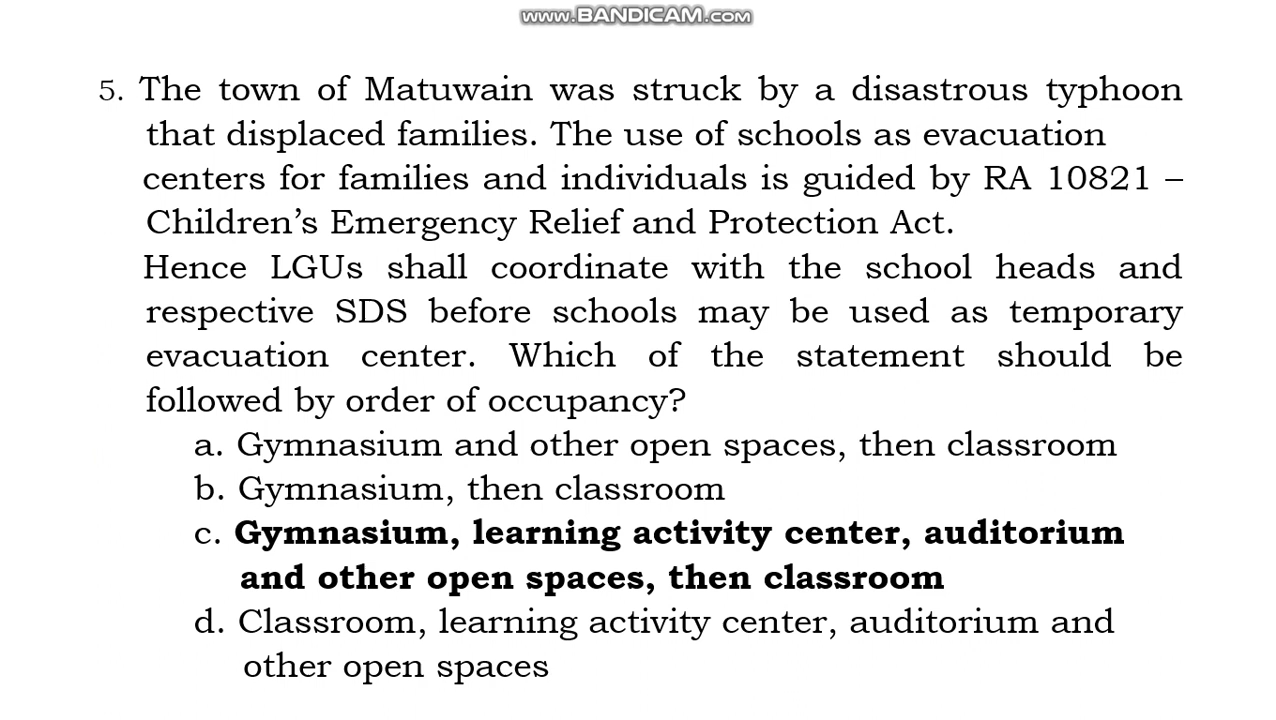 www.BANDICAM.com
5. The town of Matuwain was struck by a disastrous typhoon
that displaced families. The use of schools as evacuation
centers for families and individuals is guided by RA 10821 –
Children’s Emergency Relief and Protection Act.
Hence LGUs shall coordinate with the school heads and
respective SDS before schools may be used as temporary
evacuation center. Which of the statement should be
followed by order of occupancy?
a. Gymnasium and other open spaces, then classroom
b. Gymnasium, then classroom
c. Gymnasium, learning activity center, auditorium
and other open spaces, then classroom
d. Classroom, learning activity center, auditorium and
other open spaces